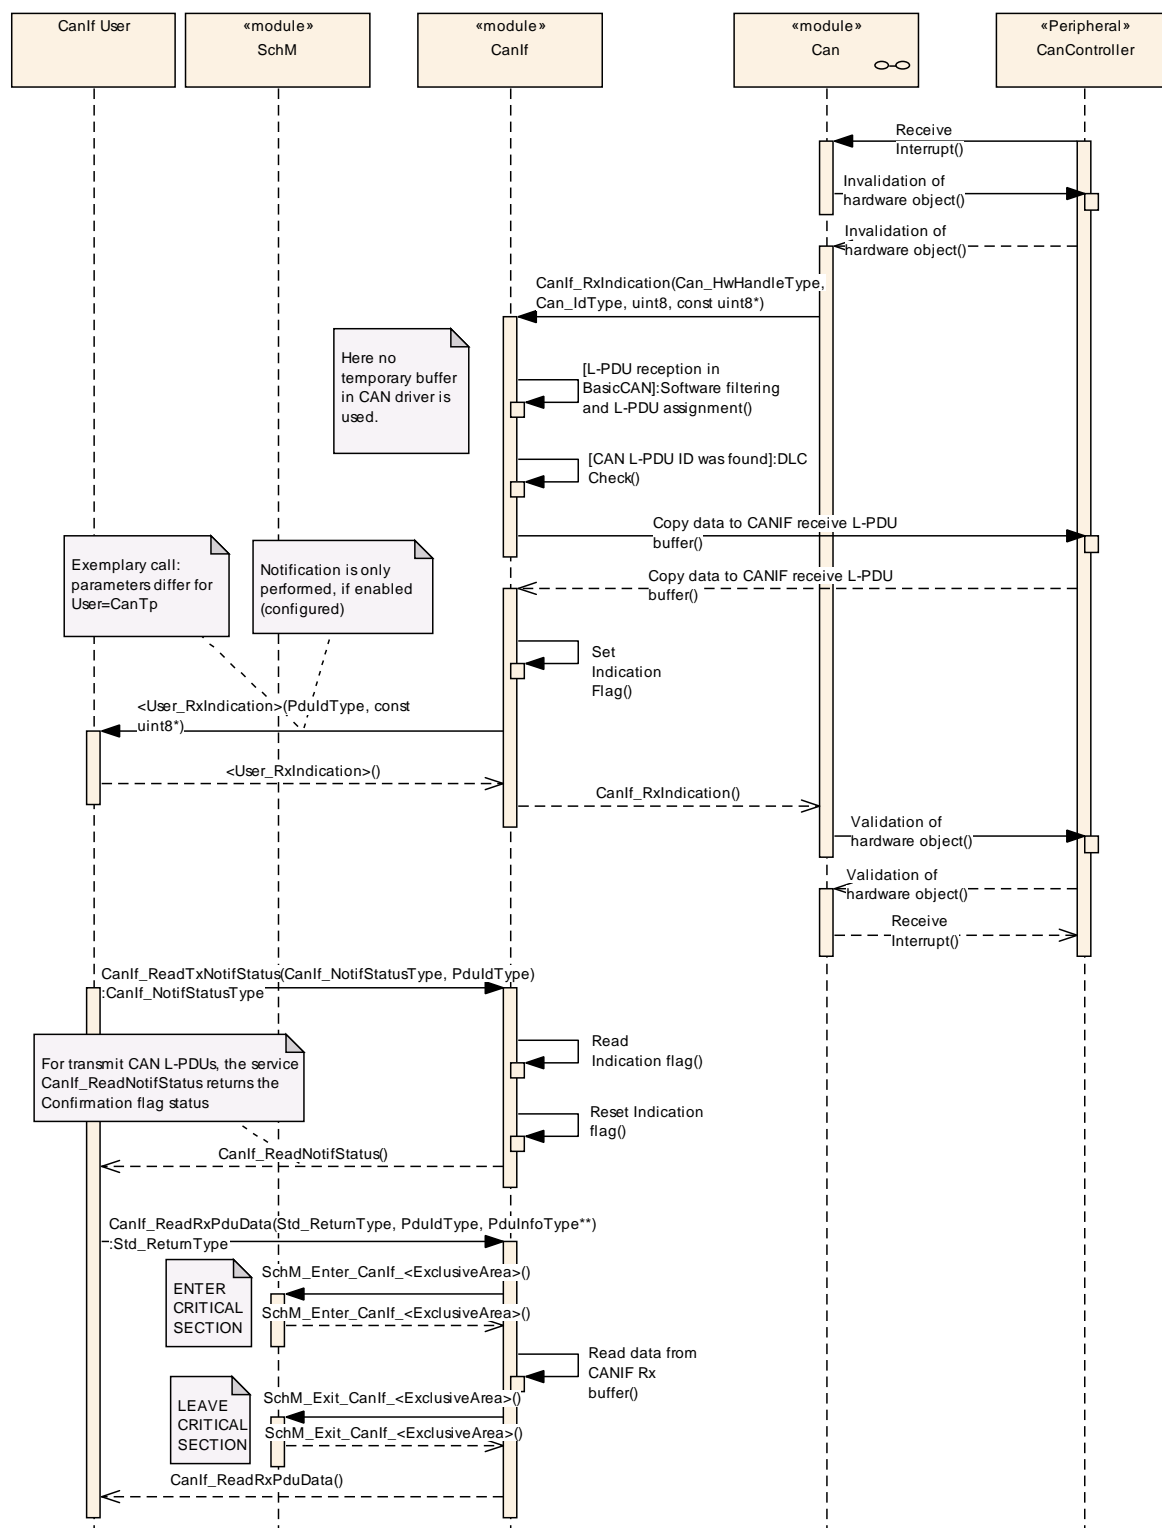 CanIf User
«module»
SchM
«module»
CanIf
«module»
Can
«Peripheral»
CanController
Receive
Interrupt()
Invalidation of
hardware object()
Invalidation of
hardware object()
CanIf_RxIndication(Can_HwHandleType,
Can_IdType, uint8, const uint8*)
Here no
temporary buffer
in CAN driver is
used.
[L-PDU reception in
BasicCAN]:Software filtering
and L-PDU assignment()
[CAN L-PDU ID was found]:DLC
Check()
Copy data to CANIF receive L-PDU
buffer()
Exemplary call:
parameters differ for
User=CanTp
Notification is only
performed, if enabled
(configured)
Copy data to CANIF receive L-PDU
buffer()
Set
Indication
Flag()
<User_RxIndication>(PduIdType, const
uint8*)
<User_RxIndication>()
CanIf_RxIndication()
Validation of
hardware object()
Validation of
hardware object()
Receive
Interrupt()
CanIf_ReadTxNotifStatus(CanIf_NotifStatusType, PduIdType)
:CanIf_NotifStatusType
Read
Indication flag()
For transmit CAN L-PDUs, the service
CanIf_ReadNotifStatus returns the
Confirmation flag status
Reset Indication
flag()
CanIf_ReadNotifStatus()
CanIf_ReadRxPduData(Std_ReturnType, PduIdType, PduInfoType**)
:Std_ReturnType
ENTER
CRITICAL
SECTION
SchM_Enter_CanIf_<ExclusiveArea>()
SchM_Enter_CanIf_<ExclusiveArea>()
Read data from
CANIF Rx
buffer()
LEAVE
CRITICAL
SECTION
SchM_Exit_CanIf_<ExclusiveArea>()
SchM_Exit_CanIf_<ExclusiveArea>()
CanIf_ReadRxPduData()